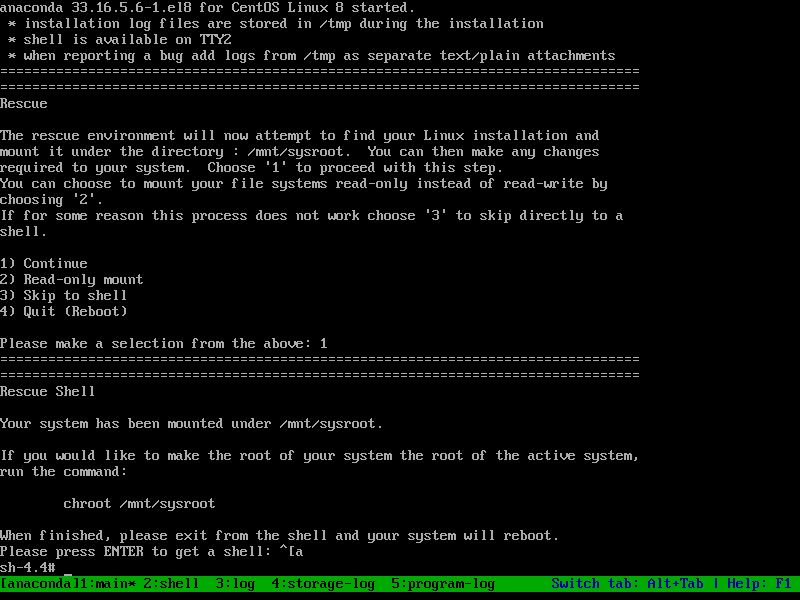 anaconda 33.16.5.6-1.el8 for CentOS Linux 8 started.
 * installation log files are stored in /tmp during the installation
 * shell is available on TTY2
 * when reporting a bug add logs from /tmp as separate text/plain attachments
================================================================================
================================================================================
Rescue

The rescue environment will now attempt to find your Linux installation and
mount it under the directory : /mnt/sysroot.  You can then make any changes
required to your system.  Choose '1' to proceed with this step.
You can choose to mount your file systems read-only instead of read-write by
choosing '2'.
If for some reason this process does not work choose '3' to skip directly to a
shell.

1) Continue
2) Read-only mount
3) Skip to shell
4) Quit (Reboot)

Please make a selection from the above: 1
================================================================================
================================================================================
Rescue Shell

Your system has been mounted under /mnt/sysroot.

If you would like to make the root of your system the root of the active system,
run the command:

        chroot /mnt/sysroot

When finished, please exit from the shell and your system will reboot.
Please press ENTER to get a shell: ^[a
sh-4.4# _
[anaconda]1:main* 2:shell  3:log  4:storage-log  5:program-log       Switch tab: Alt+Tab | Help: F1